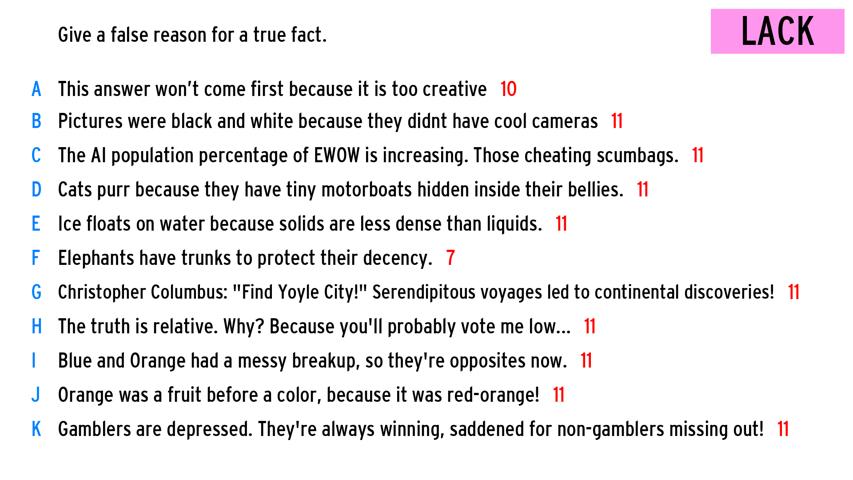 Give a false reason for a true fact.
LACK
A This answer won't come first because it is too creative 10
B Pictures were black and white because they didnt have cool cameras 11
C The AI population percentage of EWOW is increasing. Those cheating scumbags. 11
D Cats purr because they have tiny motorboats hidden inside their bellies. 11
E Ice floats on water because solids are less dense than liquids. 11
F Elephants have trunks to protect their decency. 7
G Christopher Columbus: "Find Yoyle City!" Serendipitous voyages led to continental discoveries! 11
H The truth is relative. Why? Because you'll probably vote me low... 11
I Blue and Orange had a messy breakup, so they're opposites now. 11
J Orange was a fruit before a color, because it was red-orange! 11
K Gamblers are depressed. They're always winning, saddened for non-gamblers missing out! 11